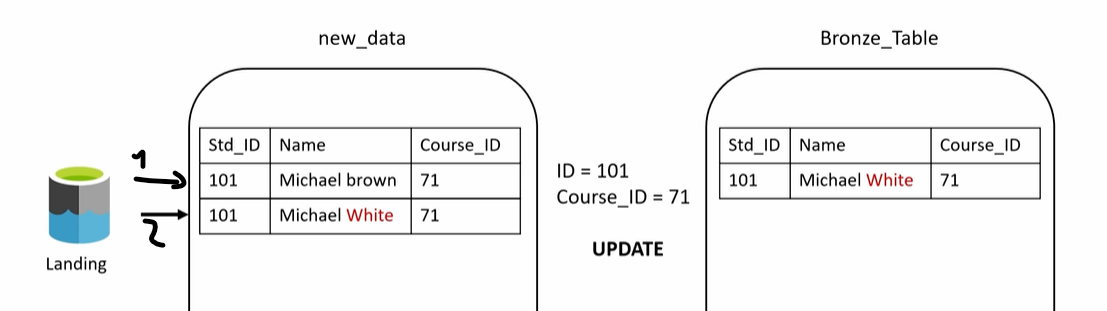 new_data
Std_ID Name Course_ID
101 Michael brown 71
101 Michael White 71
1
2
Landing
ID = 101
Course_ID = 71
UPDATE
Bronze_Table
Std_ID Name Course_ID
101 Michael White 71